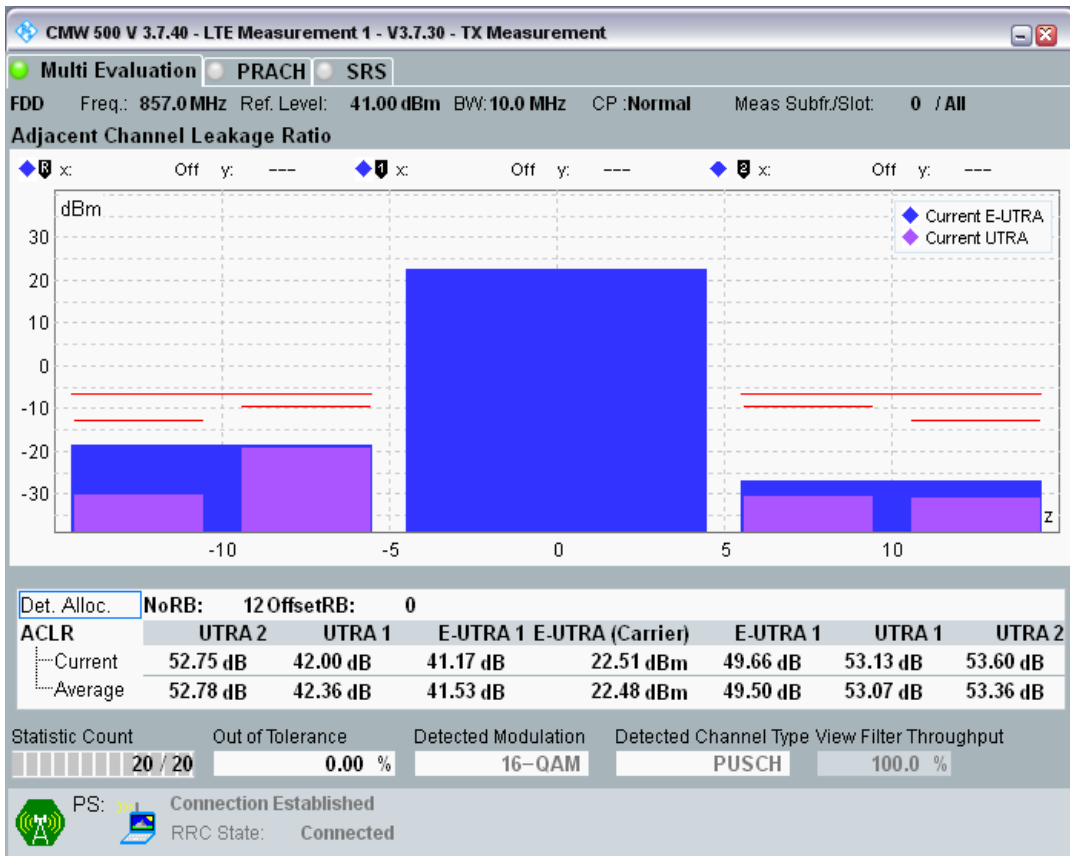 CMW 500 V 3.7.40 - LTE Measurement 1 - V3.7.30 - TX Measurement
Multi Evaluation PRACH SRS
FDD Freq.: 857.0 MHz Ref. Level: 41.00 dBm BW: 10.0 MHz CP :Normal Meas Subfr./Slot: 0 / All
Adjacent Channel Leakage Ratio
R x: Off y: --- 1 x: Off y: --- 2 x: Off y: ---
dBm
Current E-UTRA
Current UTRA
30
20
10
0
-10
-20
-30
z
-10 -5 0 5 10
Det. Alloc. NoRB: 12 OffsetRB: 0
ACLR UTRA 2 UTRA 1 E-UTRA 1 E-UTRA (Carrier) E-UTRA 1 UTRA 1 UTRA 2
Current 52.75 dB 42.00 dB 41.17 dB 22.51 dBm 49.66 dB 53.13 dB 53.60 dB
Average 52.78 dB 42.36 dB 41.53 dB 22.48 dBm 49.50 dB 53.07 dB 53.36 dB
Statistic Count Out of Tolerance Detected Modulation Detected Channel Type View Filter Throughput
20 / 20 0.00 % 16-QAM PUSCH 100.0 %
PS: Connection Established
RRC State: Connected